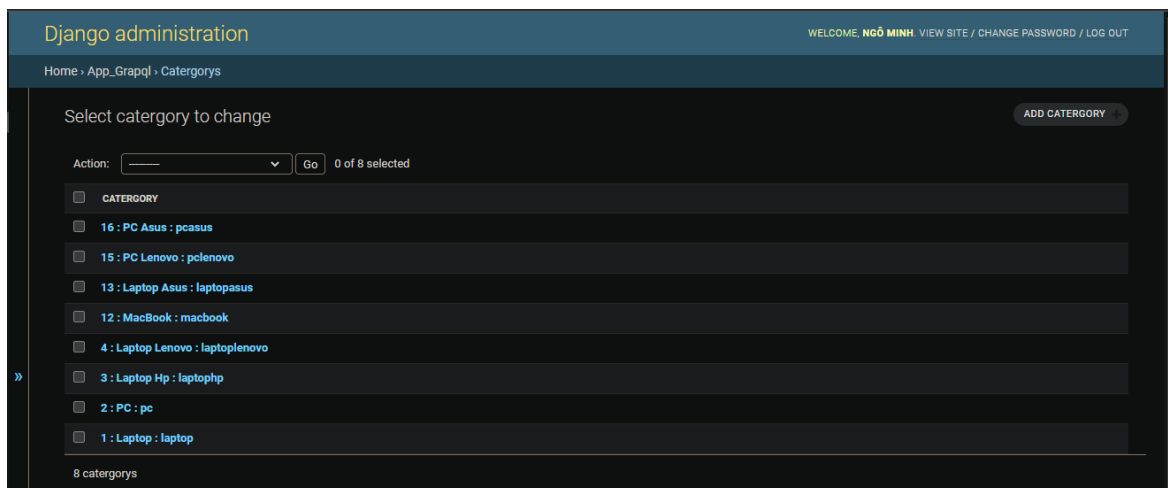 Django administration
WELCOME, NGÔ MINH. VIEW SITE / CHANGE PASSWORD / LOG OUT
Home › App_Grapql › Catergorys
Select catergory to change
ADD CATERGORY +
Action: --------- Go 0 of 8 selected
CATERGORY
16 : PC Asus : pcasus
15 : PC Lenovo : pclenovo
13 : Laptop Asus : laptopasus
12 : MacBook : macbook
4 : Laptop Lenovo : laptoplenovo
»
3 : Laptop Hp : laptophp
2 : PC : pc
1 : Laptop : laptop
8 catergorys